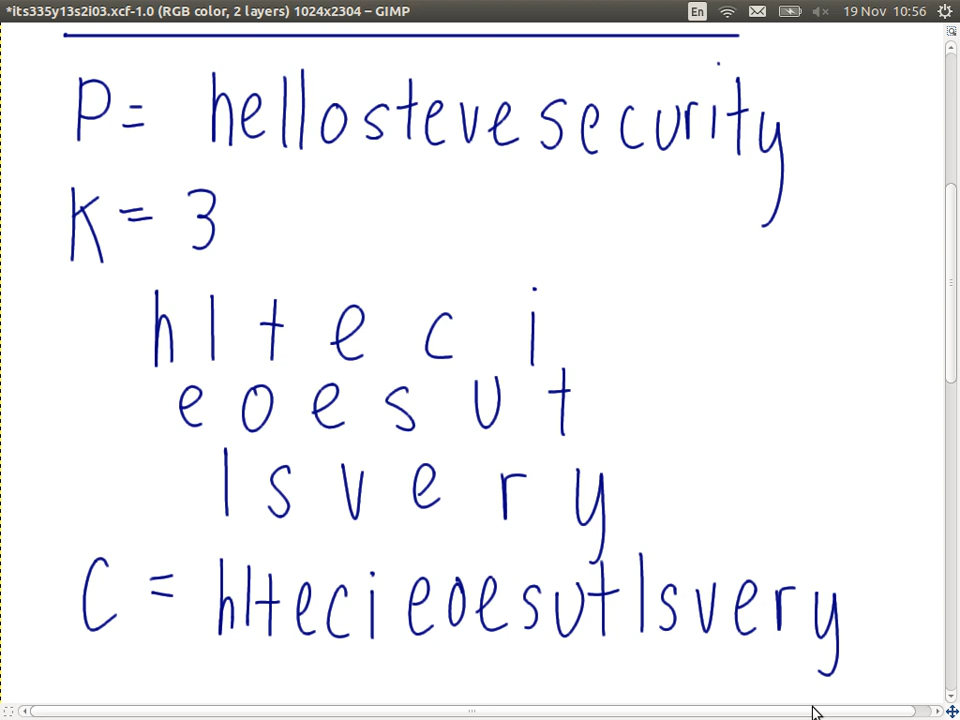 *its335y13s2i03.xcf-1.0 (RGB color, 2 layers) 1024x2304 – GIMP En 19 Nov 10:56
P = hellostevesecurity
K = 3
h l t e c i
e o e s u t
l s v e r y
C = hltecieoesutlsvery